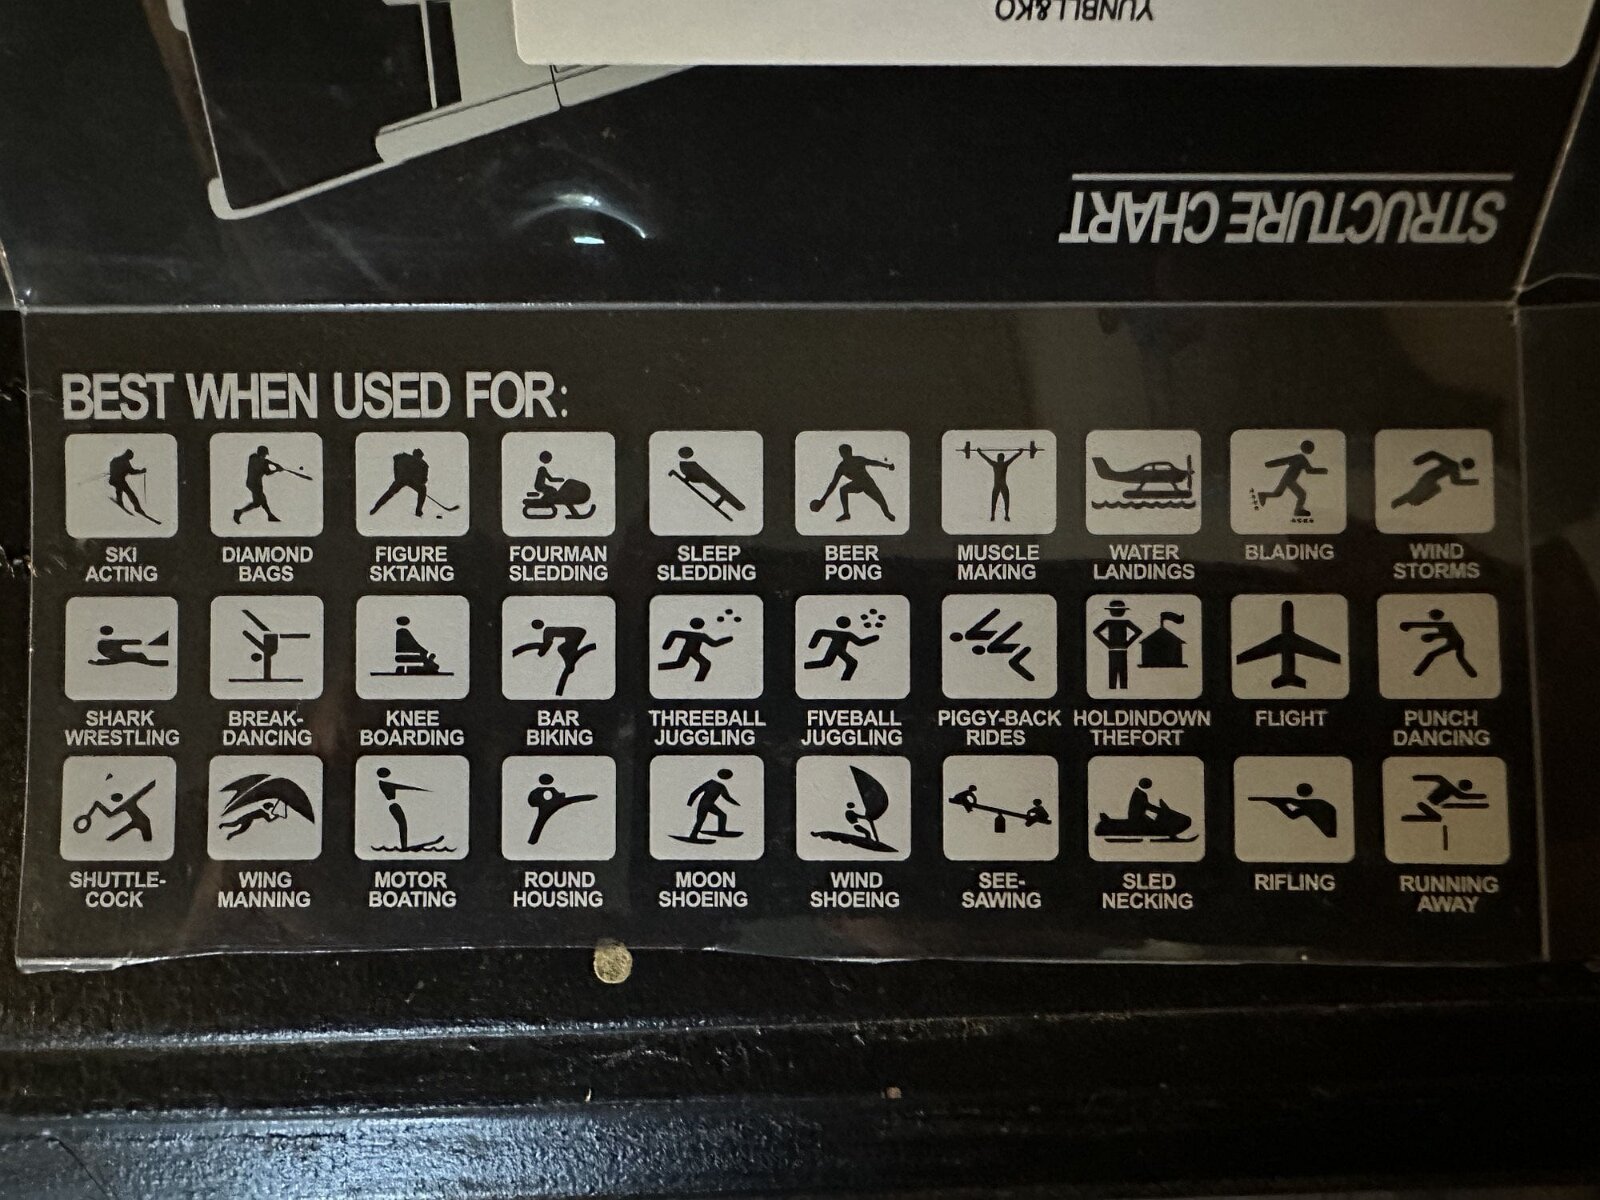 YUNBLL&KO
STRUCTURE CHART
BEST WHEN USED FOR:
SKI ACTING
DIAMOND BAGS
FIGURE SKTAING
FOURMAN SLEDDING
SLEEP SLEDDING
BEER PONG
MUSCLE MAKING
WATER LANDINGS
BLADING
WIND STORMS
SHARK WRESTLING
BREAK-DANCING
KNEE BOARDING
BAR BIKING
THREEBALL JUGGLING
FIVEBALL JUGGLING
PIGGY-BACK RIDES
HOLDINDOWN THEFORT
FLIGHT
PUNCH DANCING
SHUTTLE-COCK
WING MANNING
MOTOR BOATING
ROUND HOUSING
MOON SHOEING
WIND SHOEING
SEE-SAWING
SLED NECKING
RIFLING
RUNNING AWAY